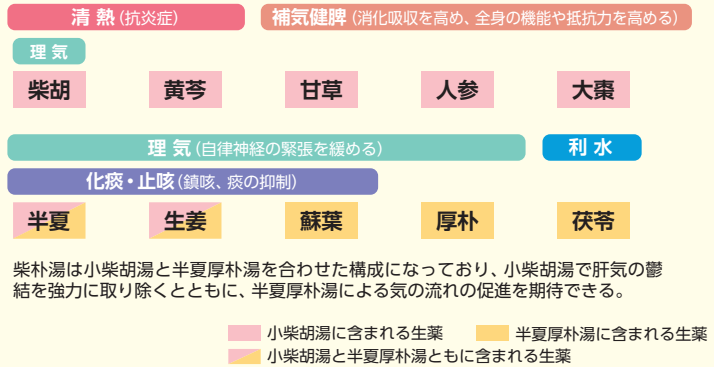 清熱(抗炎症) 補気健脾(消化吸収を高め、全身の機能や抵抗力を高める)
理気
柴胡 黄芩 甘草 人参 大棗
理気(自律神経の緊張を緩める) 利水
化痰・止咳(鎮咳、痰の抑制)
半夏 生姜 蘇葉 厚朴 茯苓
柴朴湯は小柴胡湯と半夏厚朴湯を合わせた構成になっており、小柴胡湯で肝気の鬱
結を強力に取り除くとともに、半夏厚朴湯による気の流れの促進を期待できる。
小柴胡湯に含まれる生薬 半夏厚朴湯に含まれる生薬
小柴胡湯と半夏厚朴湯ともに含まれる生薬